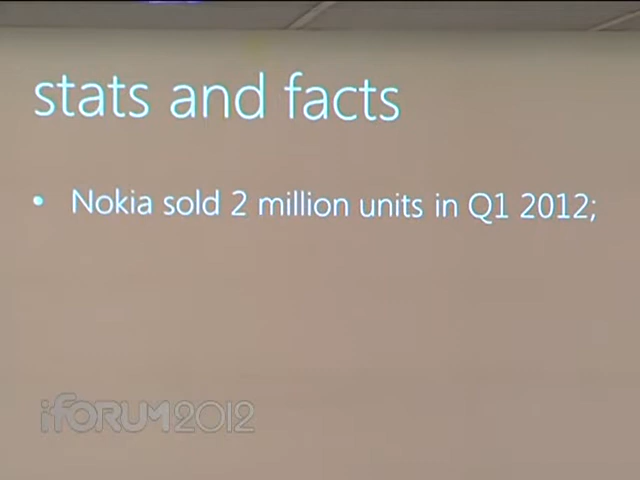 stats and facts
• Nokia sold 2 million units in Q1 2012;
iFORUM2012